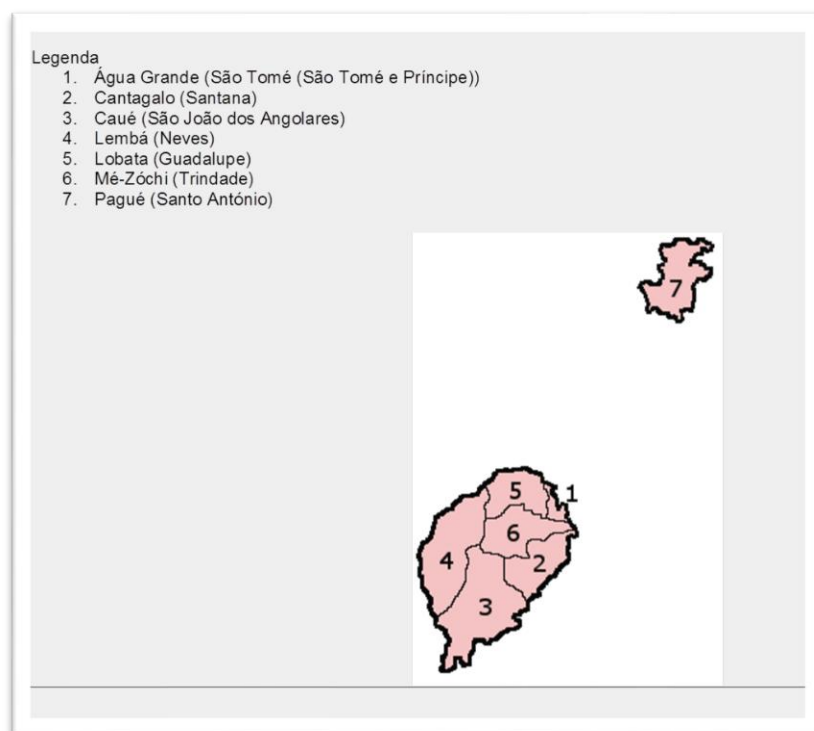 Legenda
1. Água Grande (São Tomé (São Tomé e Príncipe))
2. Cantagalo (Santana)
3. Caué (São João dos Angolares)
4. Lembá (Neves)
5. Lobata (Guadalupe)
6. Mé-Zóchi (Trindade)
7. Pagué (Santo António)
7
5
1
6
4
2
3